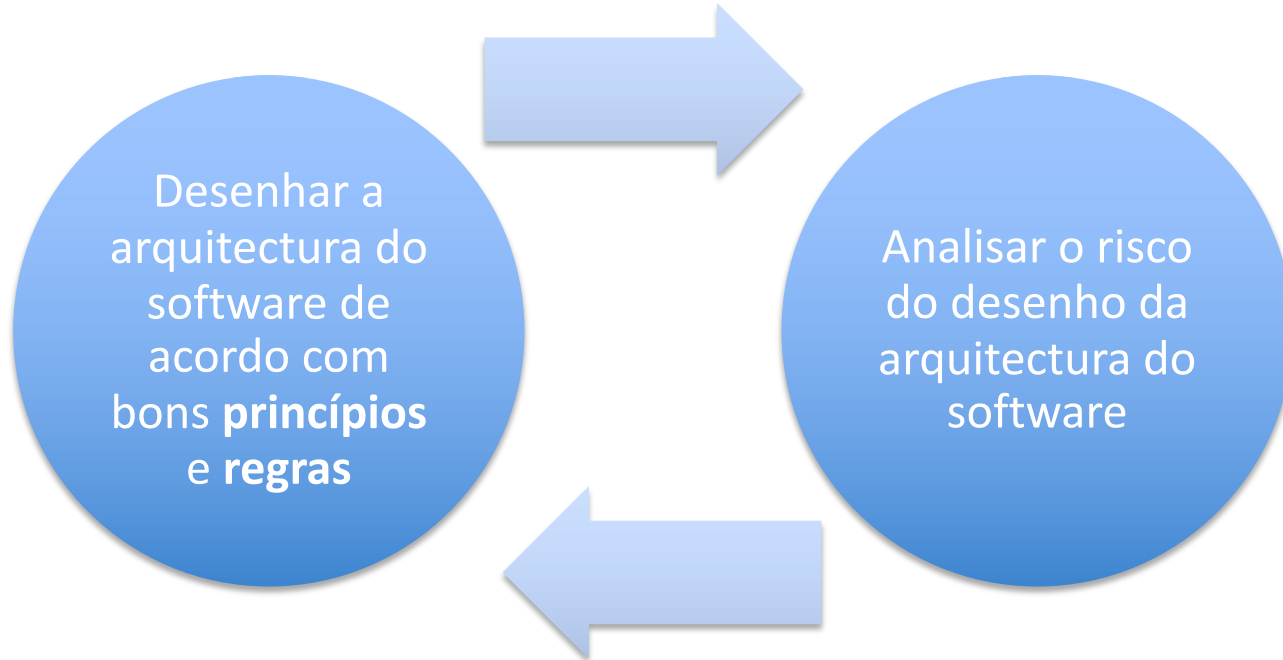 Desenhar a
arquitectura do
software de
acordo com
bons princípios
e regras
Analisar o risco
do desenho da
arquitectura do
software